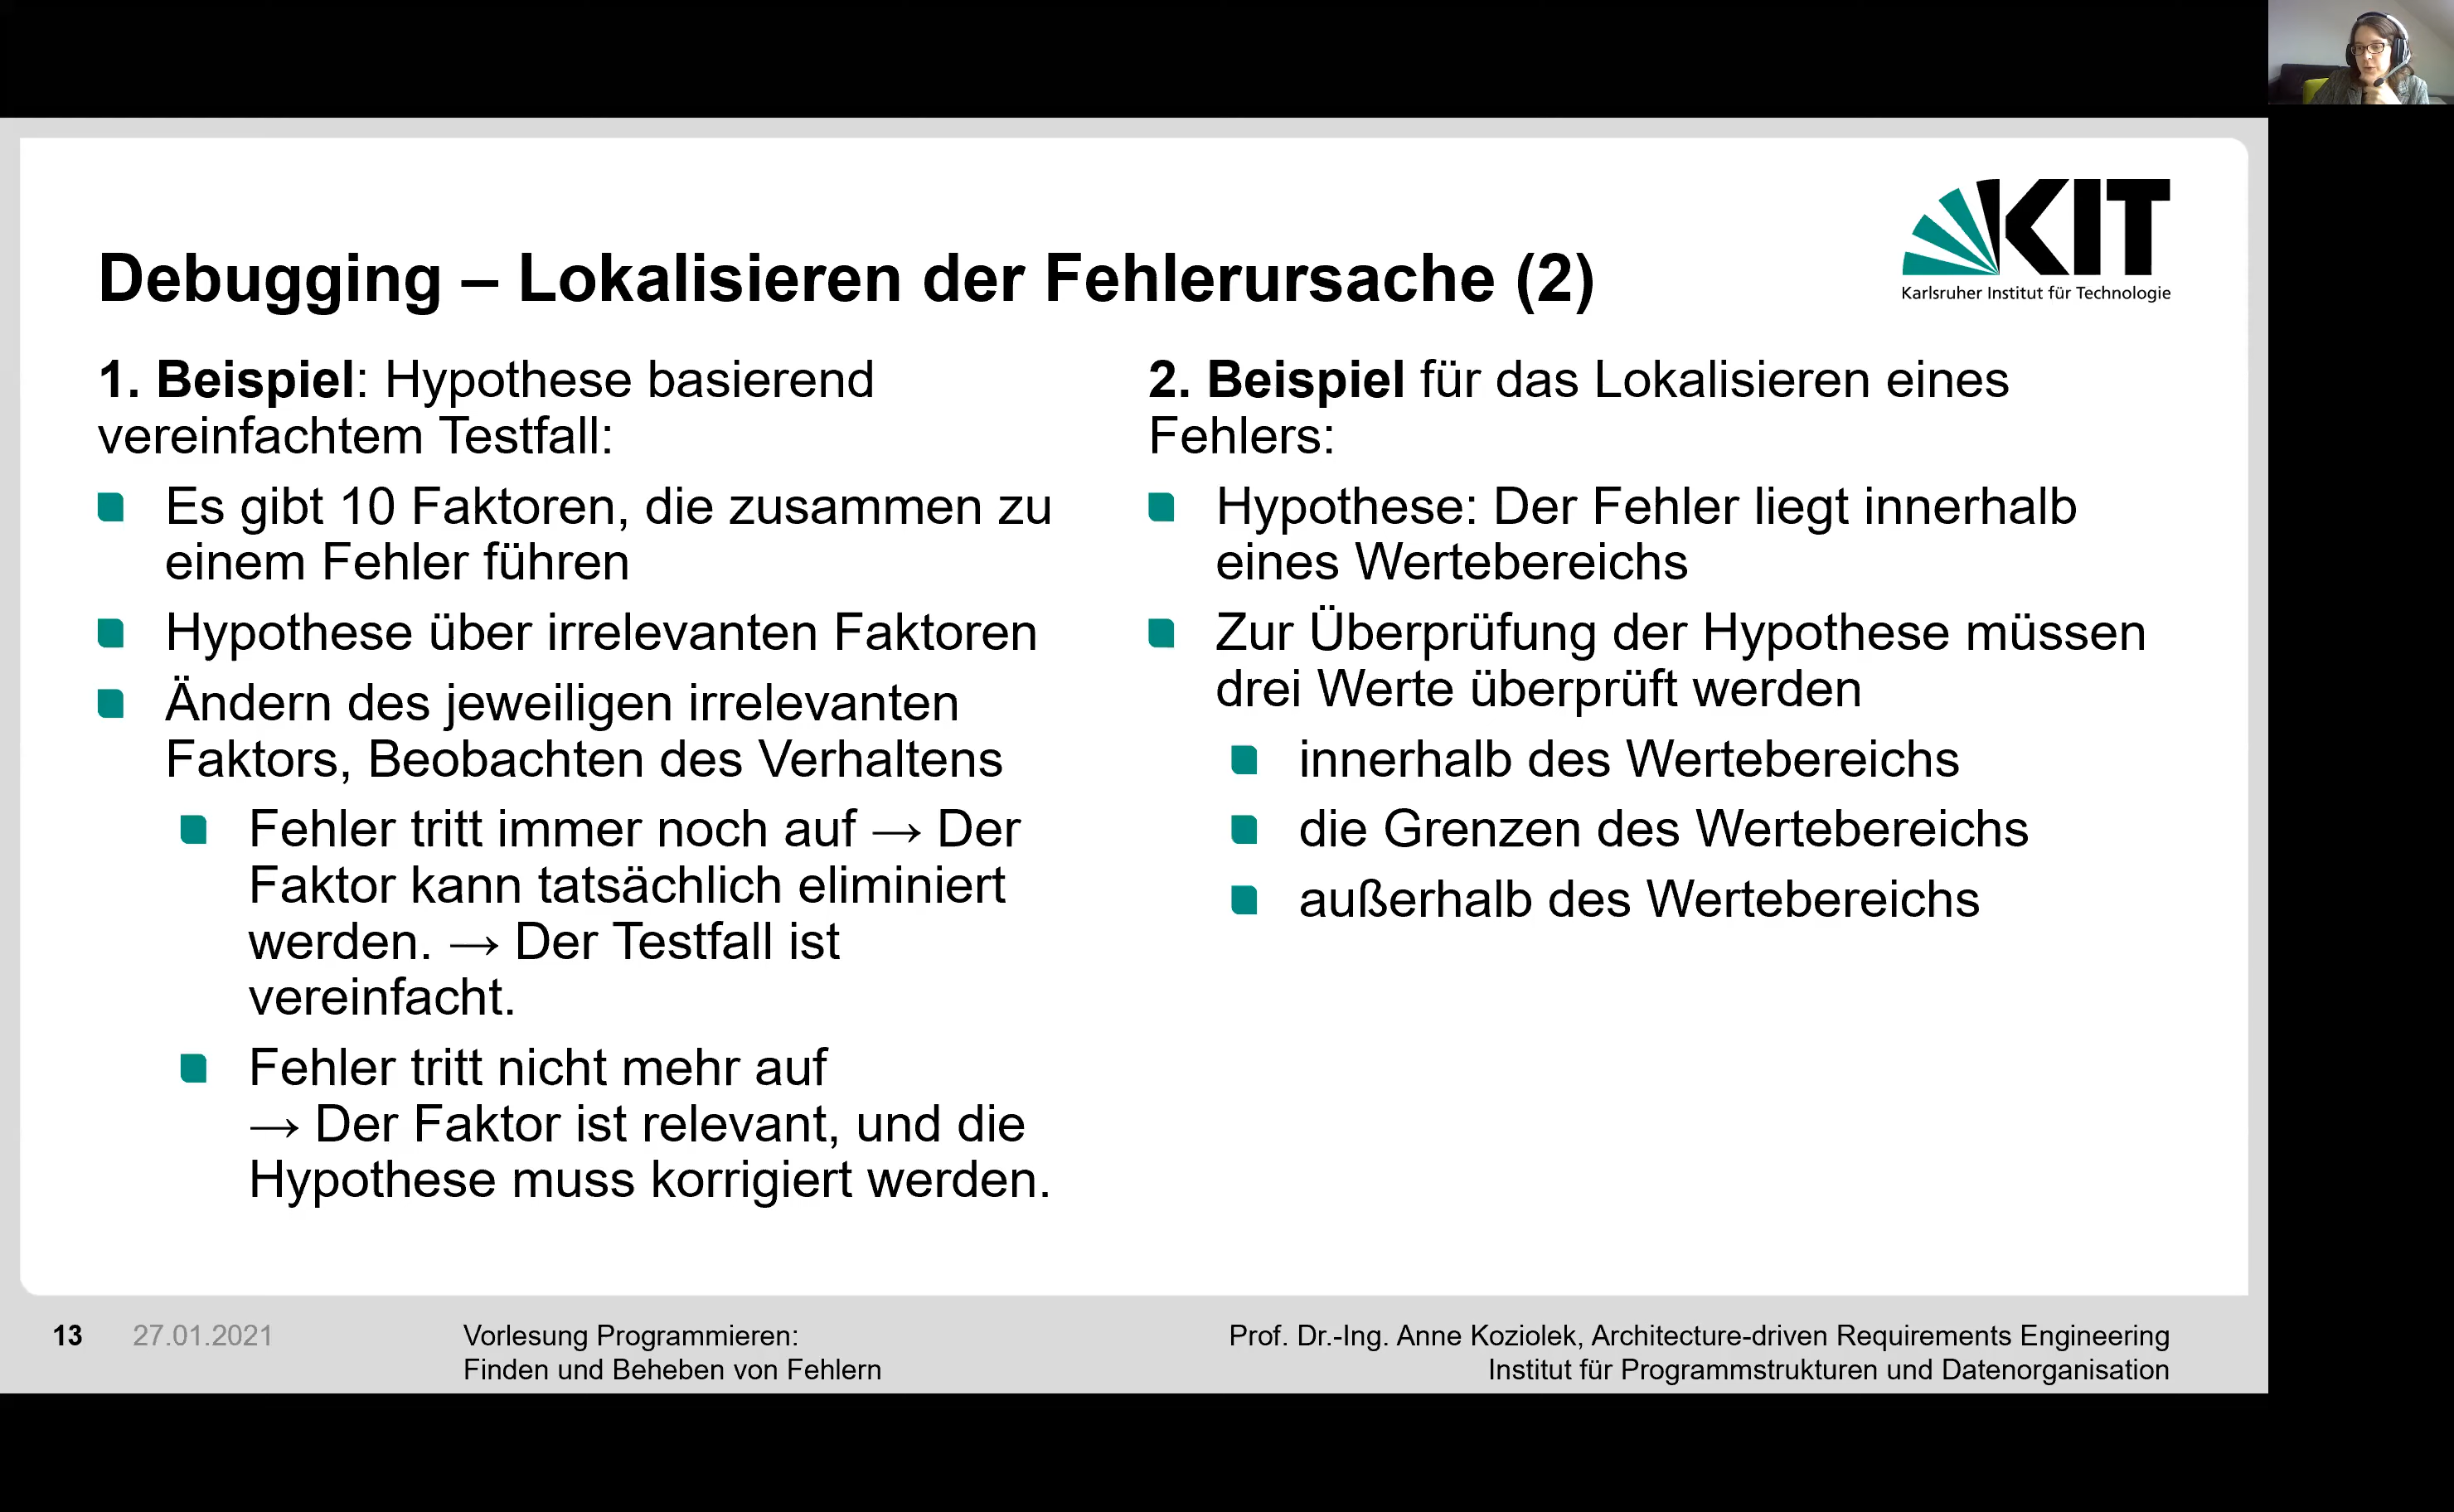 KIT
Karlsruher Institut für Technologie
Debugging – Lokalisieren der Fehlerursache (2)
1. Beispiel: Hypothese basierend
vereinfachtem Testfall:
Es gibt 10 Faktoren, die zusammen zu
einem Fehler führen
Hypothese über irrelevanten Faktoren
Ändern des jeweiligen irrelevanten
Faktors, Beobachten des Verhaltens
Fehler tritt immer noch auf → Der
Faktor kann tatsächlich eliminiert
werden. → Der Testfall ist
vereinfacht.
Fehler tritt nicht mehr auf
→ Der Faktor ist relevant, und die
Hypothese muss korrigiert werden.
2. Beispiel für das Lokalisieren eines
Fehlers:
Hypothese: Der Fehler liegt innerhalb
eines Wertebereichs
Zur Überprüfung der Hypothese müssen
drei Werte überprüft werden
innerhalb des Wertebereichs
die Grenzen des Wertebereichs
außerhalb des Wertebereichs
13
27.01.2021
Vorlesung Programmieren:
Finden und Beheben von Fehlern
Prof. Dr.-Ing. Anne Koziolek, Architecture-driven Requirements Engineering
Institut für Programmstrukturen und Datenorganisation